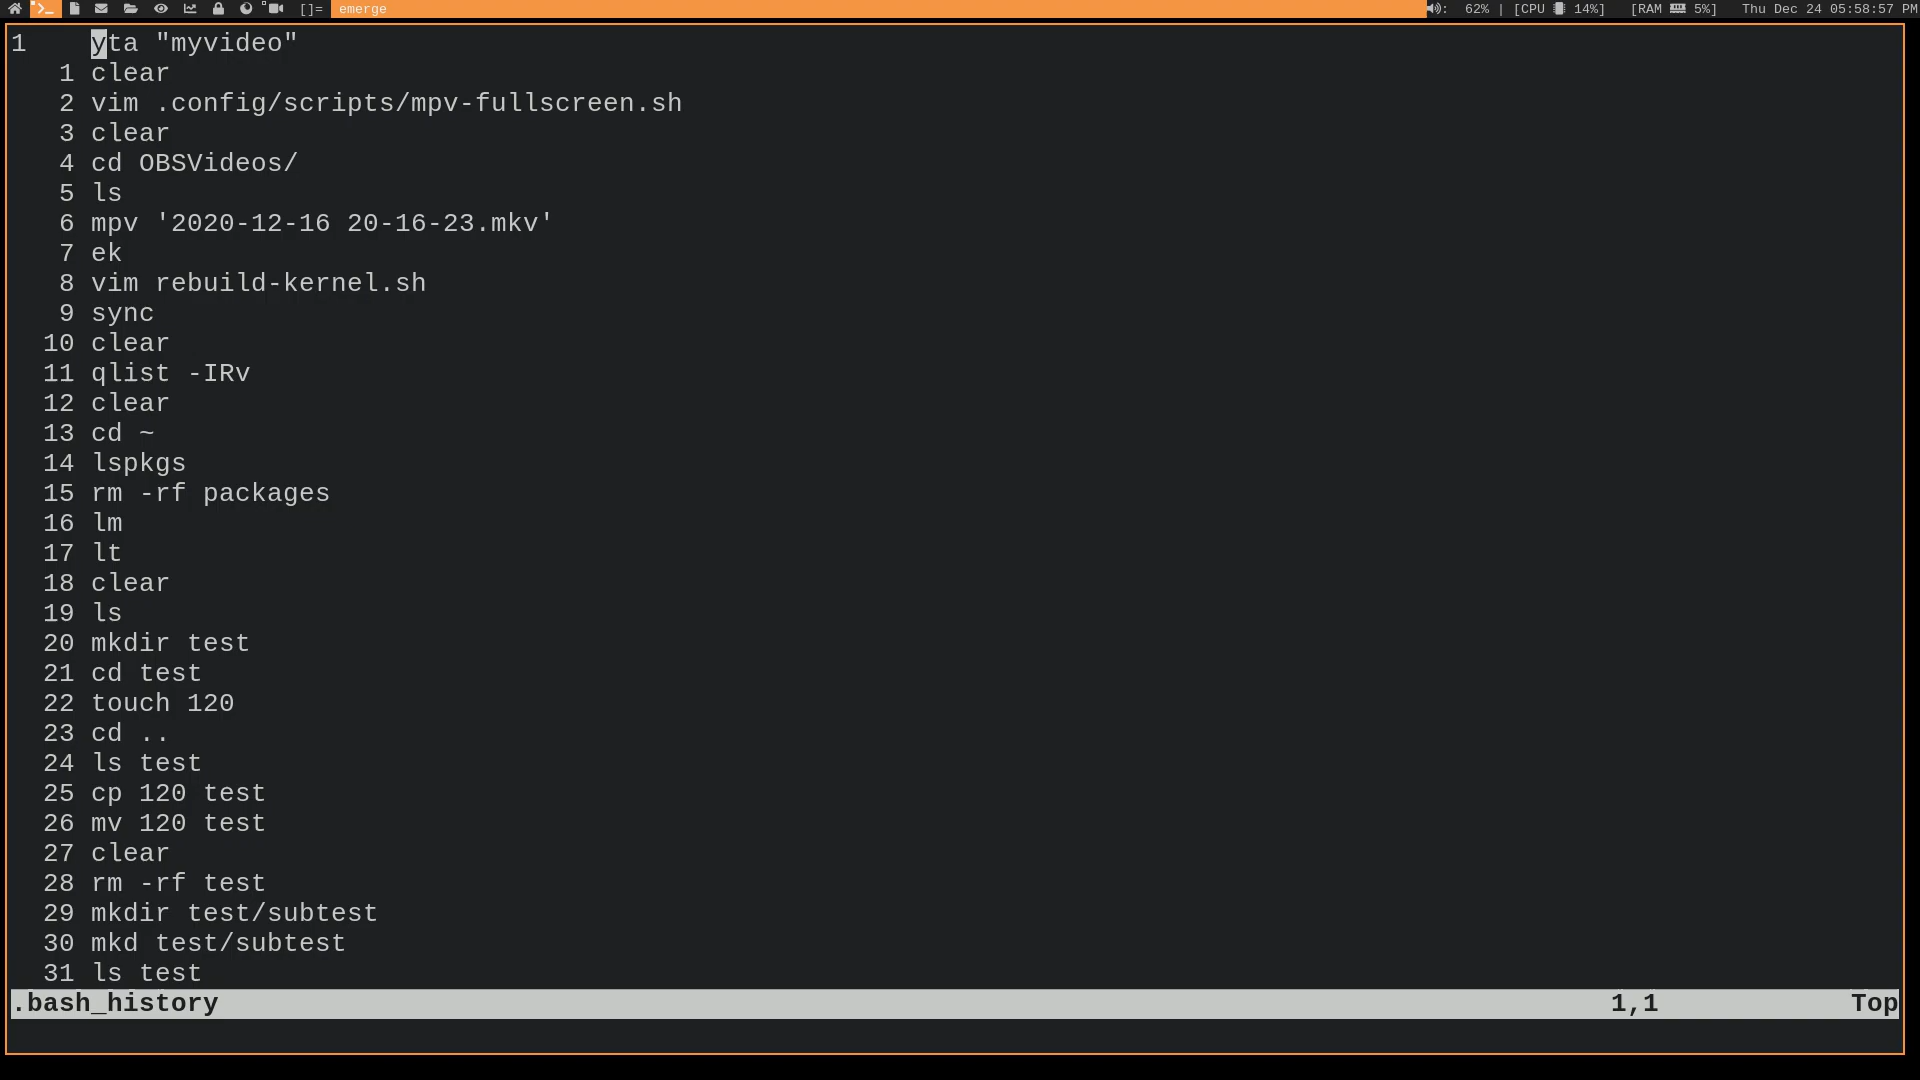 []= emerge : 62% | [CPU 14%] [RAM 5%] Thu Dec 24 05:58:57 PM
1 yta "myvideo"
1 clear
2 vim .config/scripts/mpv-fullscreen.sh
3 clear
4 cd OBSVideos/
5 ls
6 mpv '2020-12-16 20-16-23.mkv'
7 ek
8 vim rebuild-kernel.sh
9 sync
10 clear
11 qlist -IRv
12 clear
13 cd ~
14 lspkgs
15 rm -rf packages
16 lm
17 lt
18 clear
19 ls
20 mkdir test
21 cd test
22 touch 120
23 cd ..
24 ls test
25 cp 120 test
26 mv 120 test
27 clear
28 rm -rf test
29 mkdir test/subtest
30 mkd test/subtest
31 ls test
.bash_history 1,1 Top